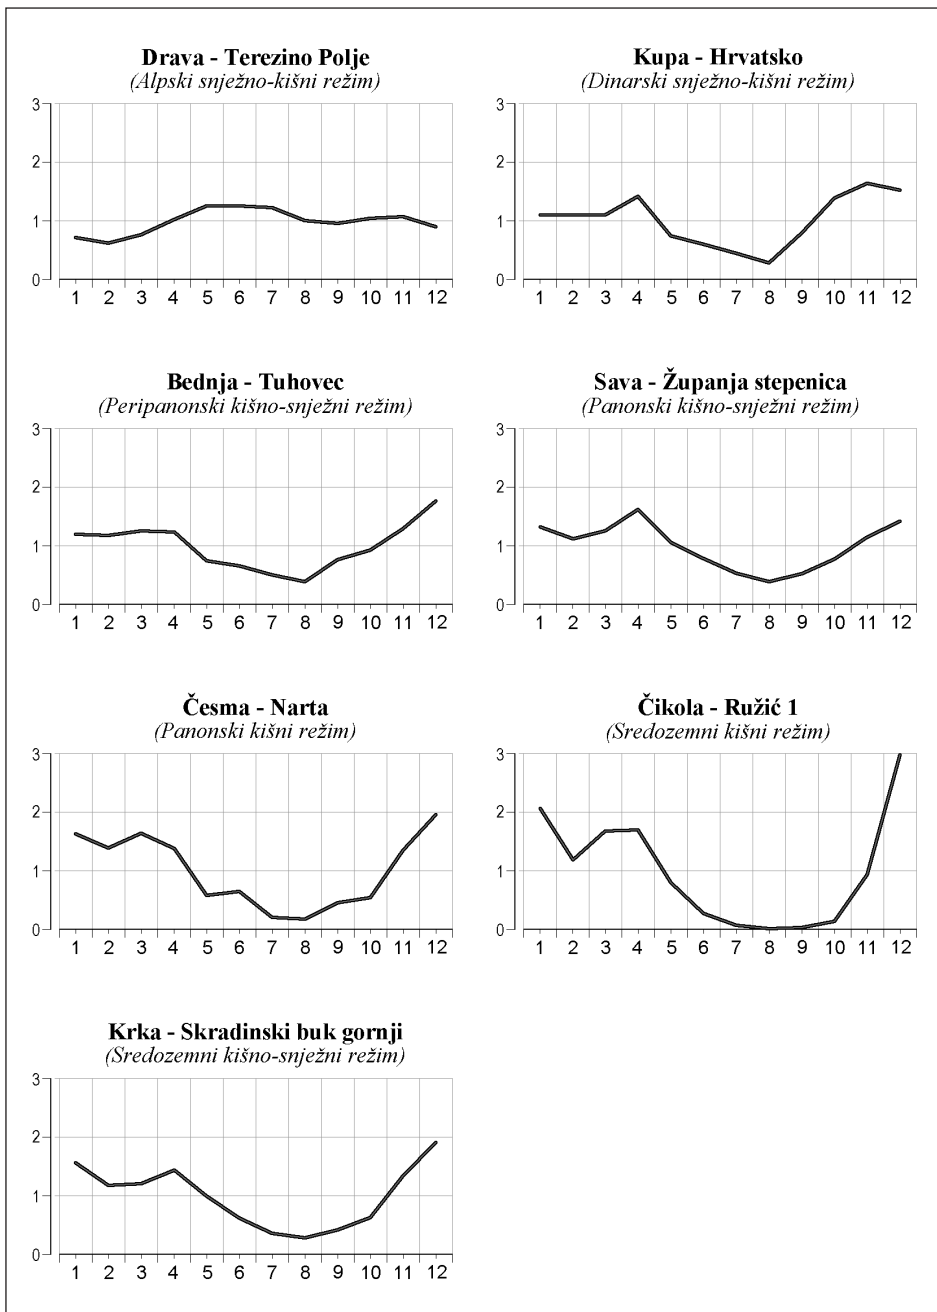 Drava - Terezino Polje
(Alpski snježno-kišni režim)
3
2
1
0
1 2 3 4 5 6 7 8 9 10 11 12
Kupa - Hrvatsko
(Dinarski snježno-kišni režim)
3
2
1
0
1 2 3 4 5 6 7 8 9 10 11 12
Bednja - Tuhovec
(Peripanonski kišno-snježni režim)
3
2
1
0
1 2 3 4 5 6 7 8 9 10 11 12
Sava - Županja stepenica
(Panonski kišno-snježni režim)
3
2
1
0
1 2 3 4 5 6 7 8 9 10 11 12
Česma - Narta
(Panonski kišni režim)
3
2
1
0
1 2 3 4 5 6 7 8 9 10 11 12
Čikola - Ružić 1
(Sredozemni kišni režim)
3
2
1
0
1 2 3 4 5 6 7 8 9 10 11 12
Krka - Skradinski buk gornji
(Sredozemni kišno-snježni režim)
3
2
1
0
1 2 3 4 5 6 7 8 9 10 11 12